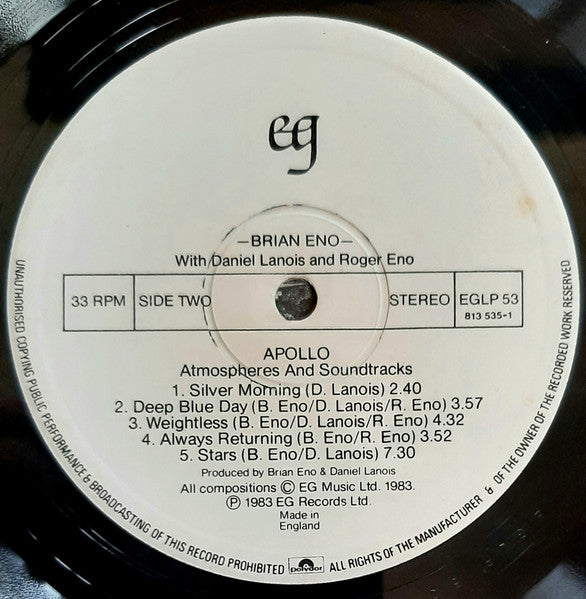 eg
—BRIAN ENO—
With Daniel Lanois and Roger Eno
33 RPM
SIDE TWO
STEREO
EGLP 53
813 535-1
APOLLO
Atmospheres And Soundtracks
1. Silver Morning (D. Lanois) 2.40
2. Deep Blue Day (B. Eno/D. Lanois/R. Eno) 3.57
3. Weightless (B. Eno/D. Lanois/R. Eno) 4.32
4. Always Returning (B. Eno/R. Eno) 3.52
5. Stars (B. Eno/D. Lanois) 7.30
Produced by Brian Eno & Daniel Lanois
All compositions Ⓒ EG Music Ltd. 1983.
Ⓟ 1983 EG Records Ltd.
Made in
England
UNAUTHORISED COPYING PUBLIC PERFORMANCE & BROADCASTING OF THIS RECORD PROHIBITED
polydor
ALL RIGHTS OF THE MANUFACTURER & OF THE OWNER OF THE RECORDED WORK RESERVED